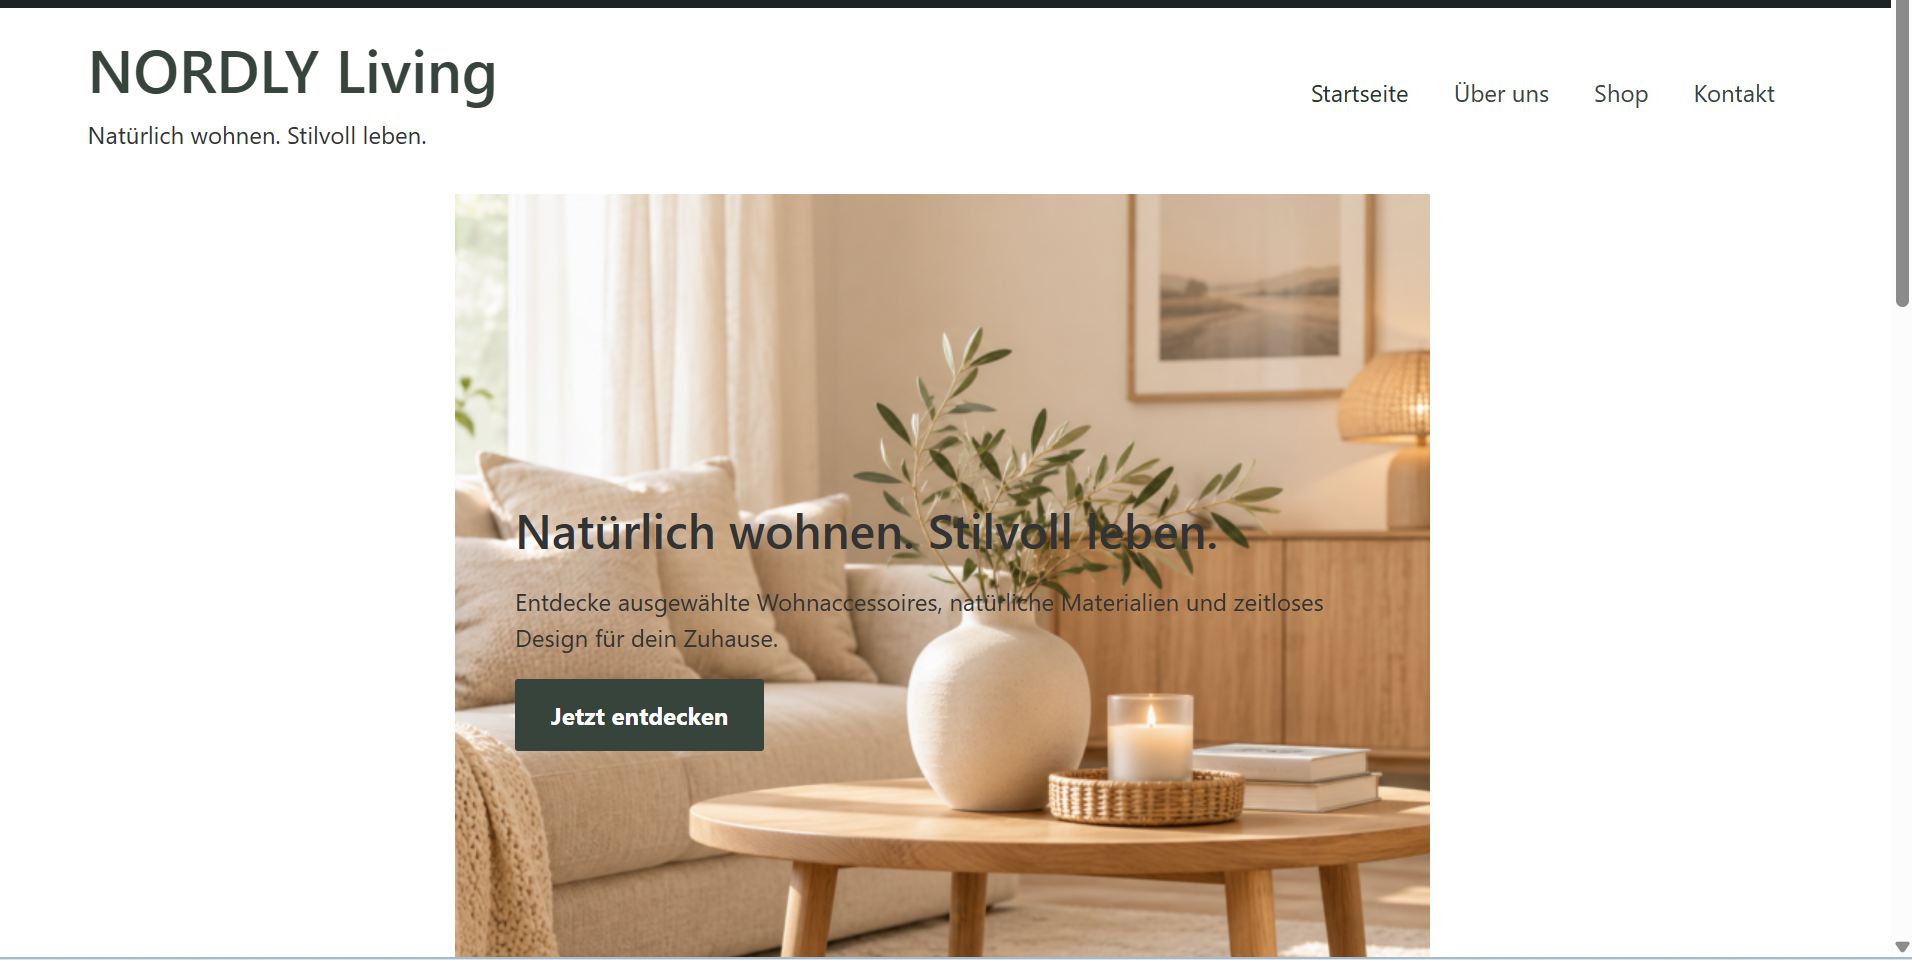 NORDLY Living
Natürlich wohnen. Stilvoll leben.
Startseite Über uns Shop Kontakt
Natürlich wohnen. Stilvoll leben.
Entdecke ausgewählte Wohnaccessoires, natürliche Materialien und zeitloses
Design für dein Zuhause.
Jetzt entdecken